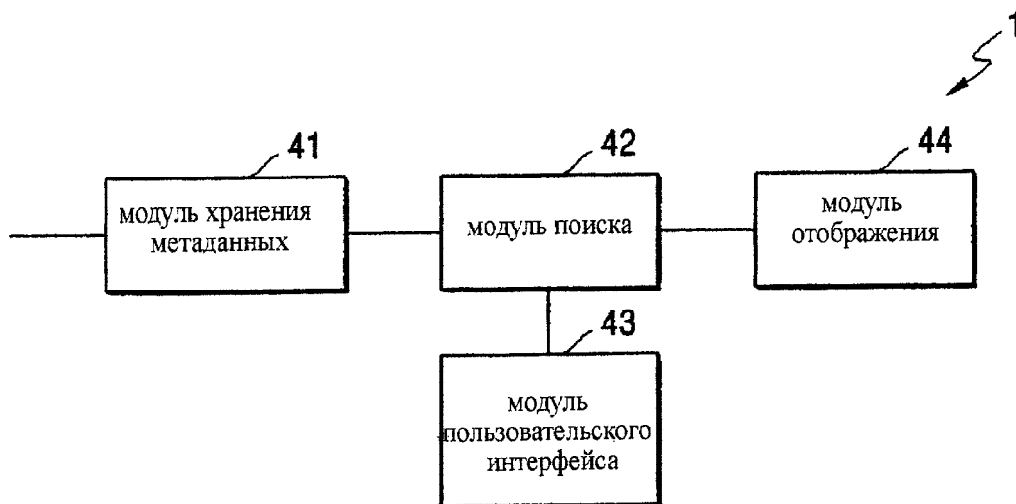 1
41
42
44
модуль хранения
метаданных
модуль поиска
модуль
отображения
43
модуль
пользовательского
интерфейса